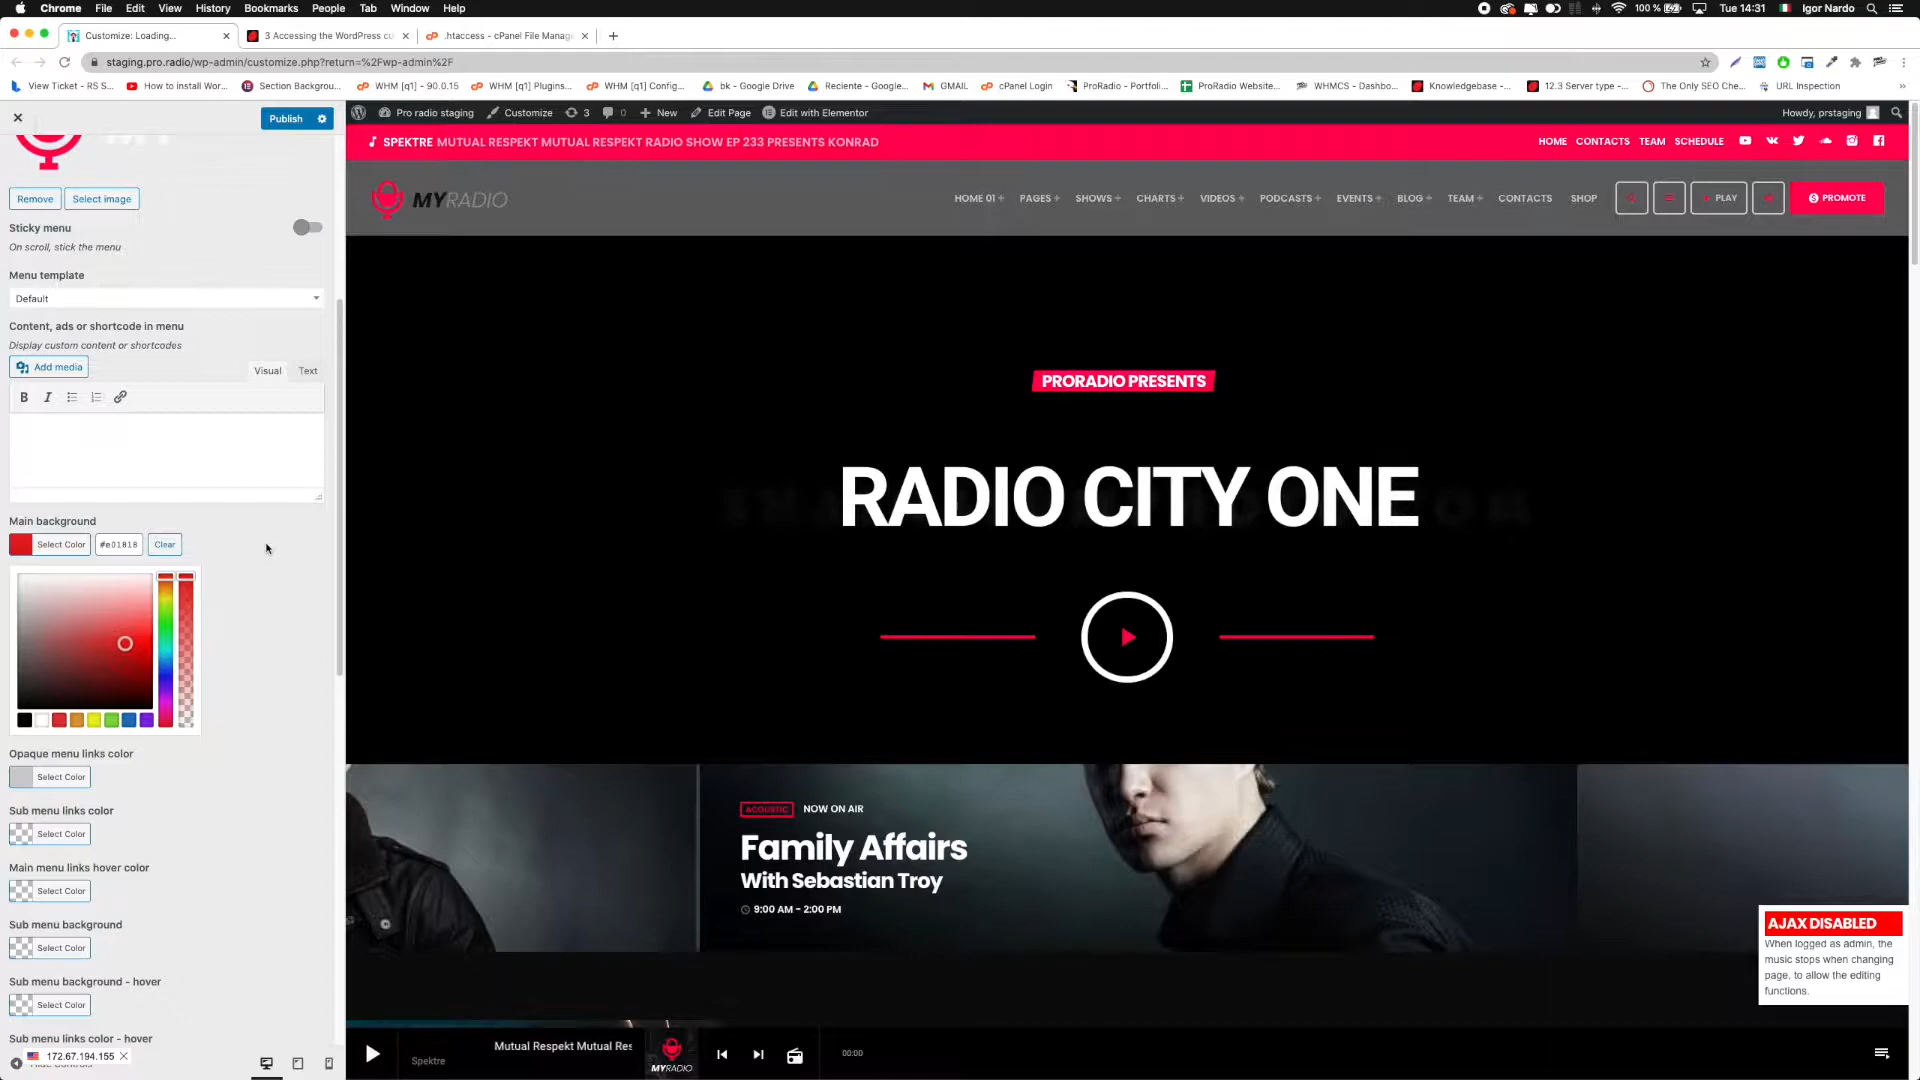 Chrome File Edit View History Bookmarks People Tab Window Help
100 % Tue 14:31 Igor Nardo
Customize: Loading...
3 Accessing the WordPress cu
.htaccess - cPanel File Manag
staging.pro.radio/wp-admin/customize.php?return=%2Fwp-admin%2F
View Ticket - RS S...
How to install Wor...
Section Backgrou...
WHM [q1] - 90.0.15
WHM [q1] Plugins...
WHM [q1] Config...
bk - Google Drive
Reciente - Google...
GMAIL
cPanel Login
ProRadio - Portfoli...
ProRadio Website...
WHMCS - Dashbo...
Knowledgebase -...
12.3 Server type -...
The Only SEO Che...
URL Inspection
Publish
Pro radio staging
Customize
3
0
New
Edit Page
Edit with Elementor
Howdy, prstaging
SPEKTRE MUTUAL RESPEKT MUTUAL RESPEKT RADIO SHOW EP 233 PRESENTS KONRAD
HOME CONTACTS TEAM SCHEDULE
MYRADIO
HOME 01+ PAGES+ SHOWS+ CHARTS+ VIDEOS+ PODCASTS+ EVENTS+ BLOG+ TEAM+ CONTACTS SHOP
PLAY
PROMOTE
Remove
Select image
Sticky menu
On scroll, stick the menu
Menu template
Default
Content, ads or shortcode in menu
Display custom content or shortcodes
Add media
Visual Text
B I
Main background
Select Color
#e01818
Clear
Opaque menu links color
Select Color
Sub menu links color
Select Color
Main menu links hover color
Select Color
Sub menu background
Select Color
Sub menu background - hover
Select Color
Sub menu links color - hover
172.67.194.155
PRORADIO PRESENTS
RADIO CITY ONE
ACOUSTIC
NOW ON AIR
Family Affairs
With Sebastian Troy
9:00 AM - 2:00 PM
AJAX DISABLED
When logged as admin, the
music stops when changing
page, to allow the editing
functions.
Spektre
Mutual Respekt Mutual Res
MYRADIO
00:00